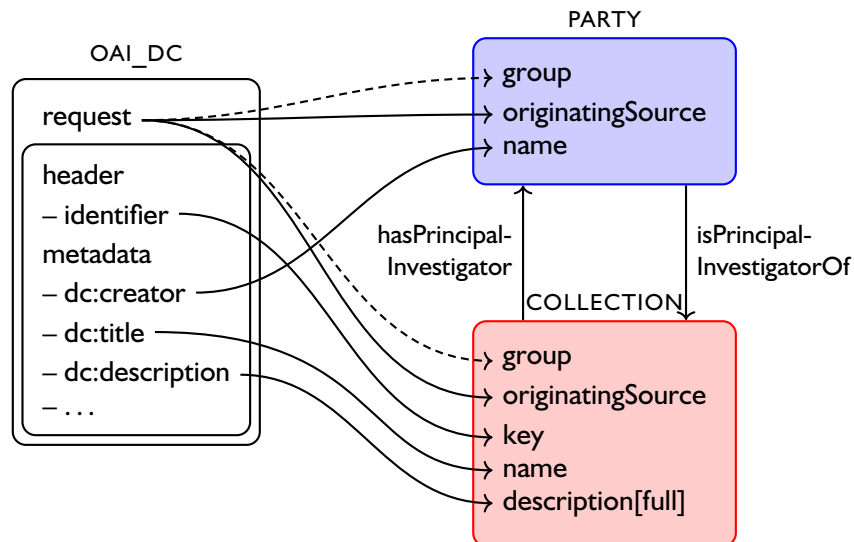 OAI_DC
request
header
– identifier
metadata
– dc:creator
– dc:title
– dc:description
– ...
PARTY
group
originatingSource
name
hasPrincipal-
Investigator
isPrincipal-
InvestigatorOf
COLLECTION
group
originatingSource
key
name
description[full]